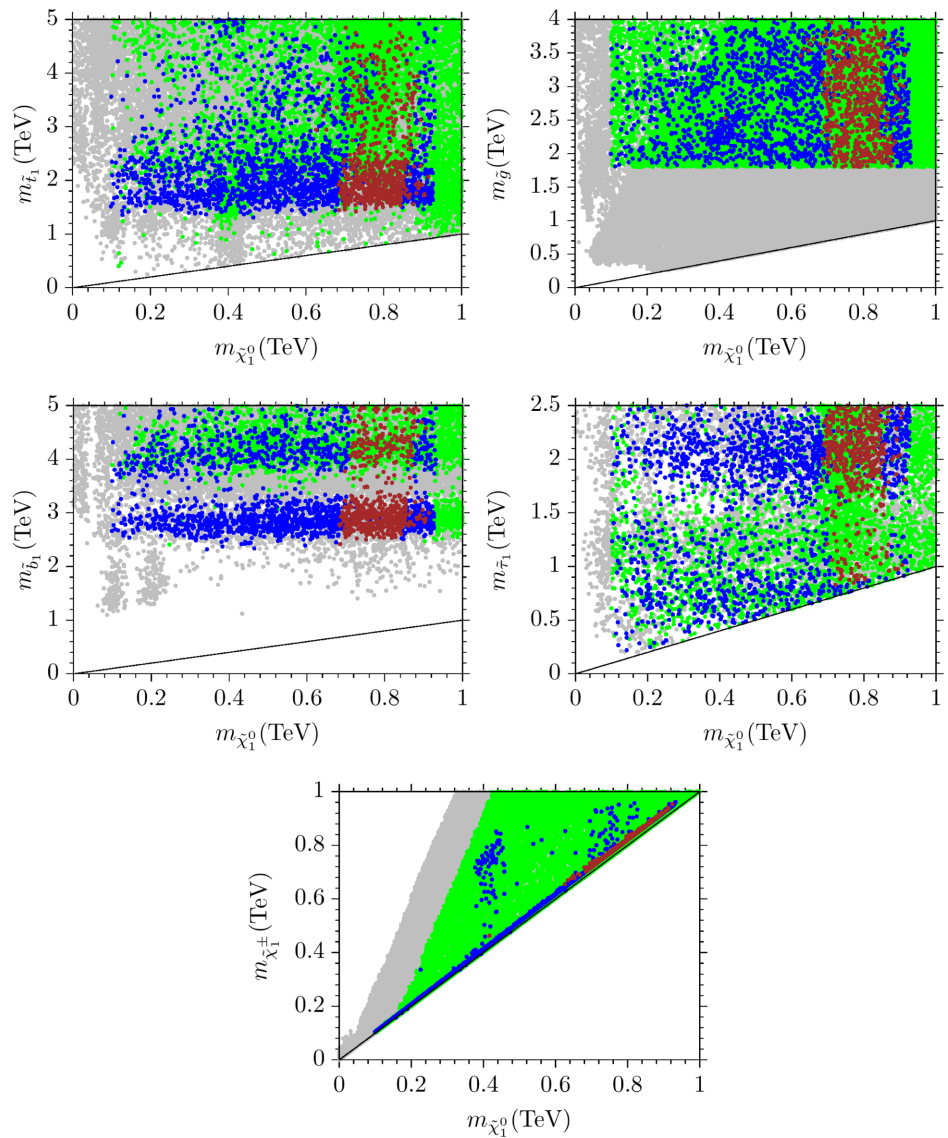 5
4
3
2
1
0
0 0.2 0.4 0.6 0.8 1
m_{\tilde{t}_1}(TeV)
m_{\tilde{\chi}_1^0}(TeV)
4
3.5
3
2.5
2
1.5
1
0.5
0
0 0.2 0.4 0.6 0.8 1
m_{\tilde{g}}(TeV)
m_{\tilde{\chi}_1^0}(TeV)
5
4
3
2
1
0
0 0.2 0.4 0.6 0.8 1
m_{\tilde{b}_1}(TeV)
m_{\tilde{\chi}_1^0}(TeV)
2.5
2
1.5
1
0.5
0
0 0.2 0.4 0.6 0.8 1
m_{\tilde{\tau}_1}(TeV)
m_{\tilde{\chi}_1^0}(TeV)
1
0.8
0.6
0.4
0.2
0
0 0.2 0.4 0.6 0.8 1
m_{\tilde{\chi}_1^±}(TeV)
m_{\tilde{\chi}_1^0}(TeV)